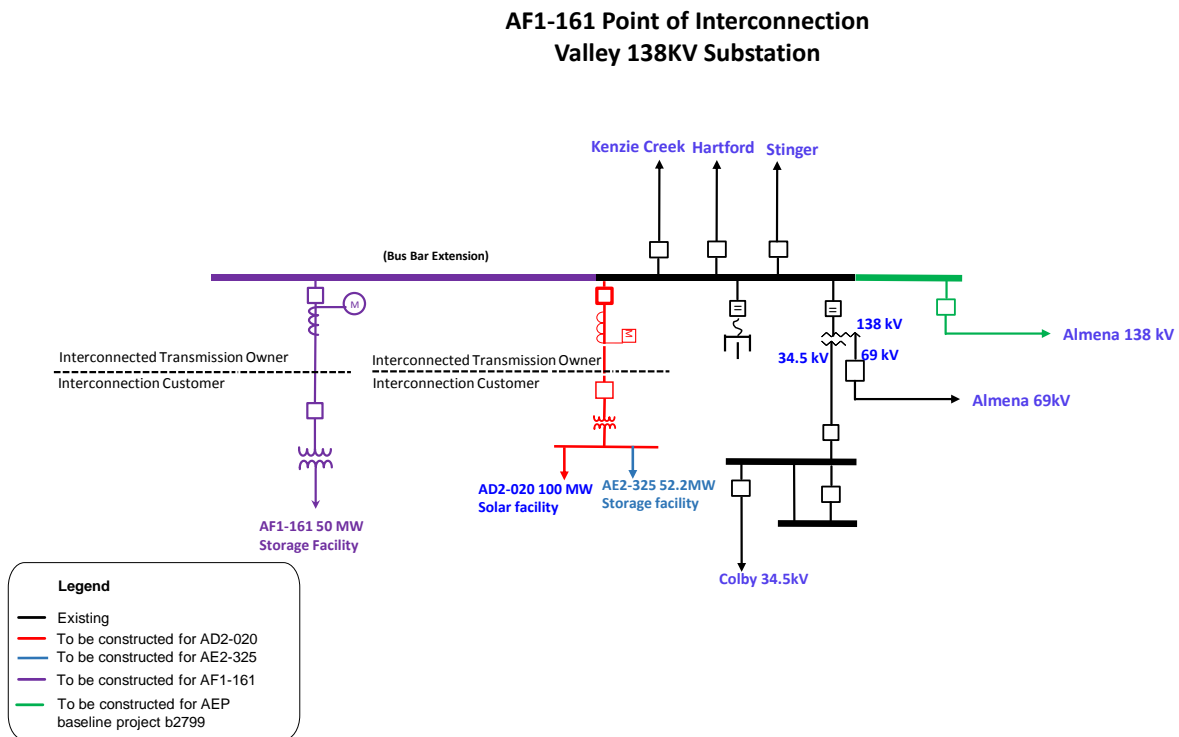 AF1-161 Point of Interconnection
Valley 138KV Substation
Kenzie Creek
Hartford
Stinger
(Bus Bar Extension)
M
M
138 kV
34.5 kV
69 kV
Almena 138 kV
Interconnected Transmission Owner
Interconnection Customer
Interconnected Transmission Owner
Interconnection Customer
Almena 69kV
AD2-020 100 MW
Solar facility
AE2-325 52.2MW
Storage facility
AF1-161 50 MW
Storage Facility
Colby 34.5kV
Legend
Existing
To be constructed for AD2-020
To be constructed for AE2-325
To be constructed for AF1-161
To be constructed for AEP
baseline project b2799